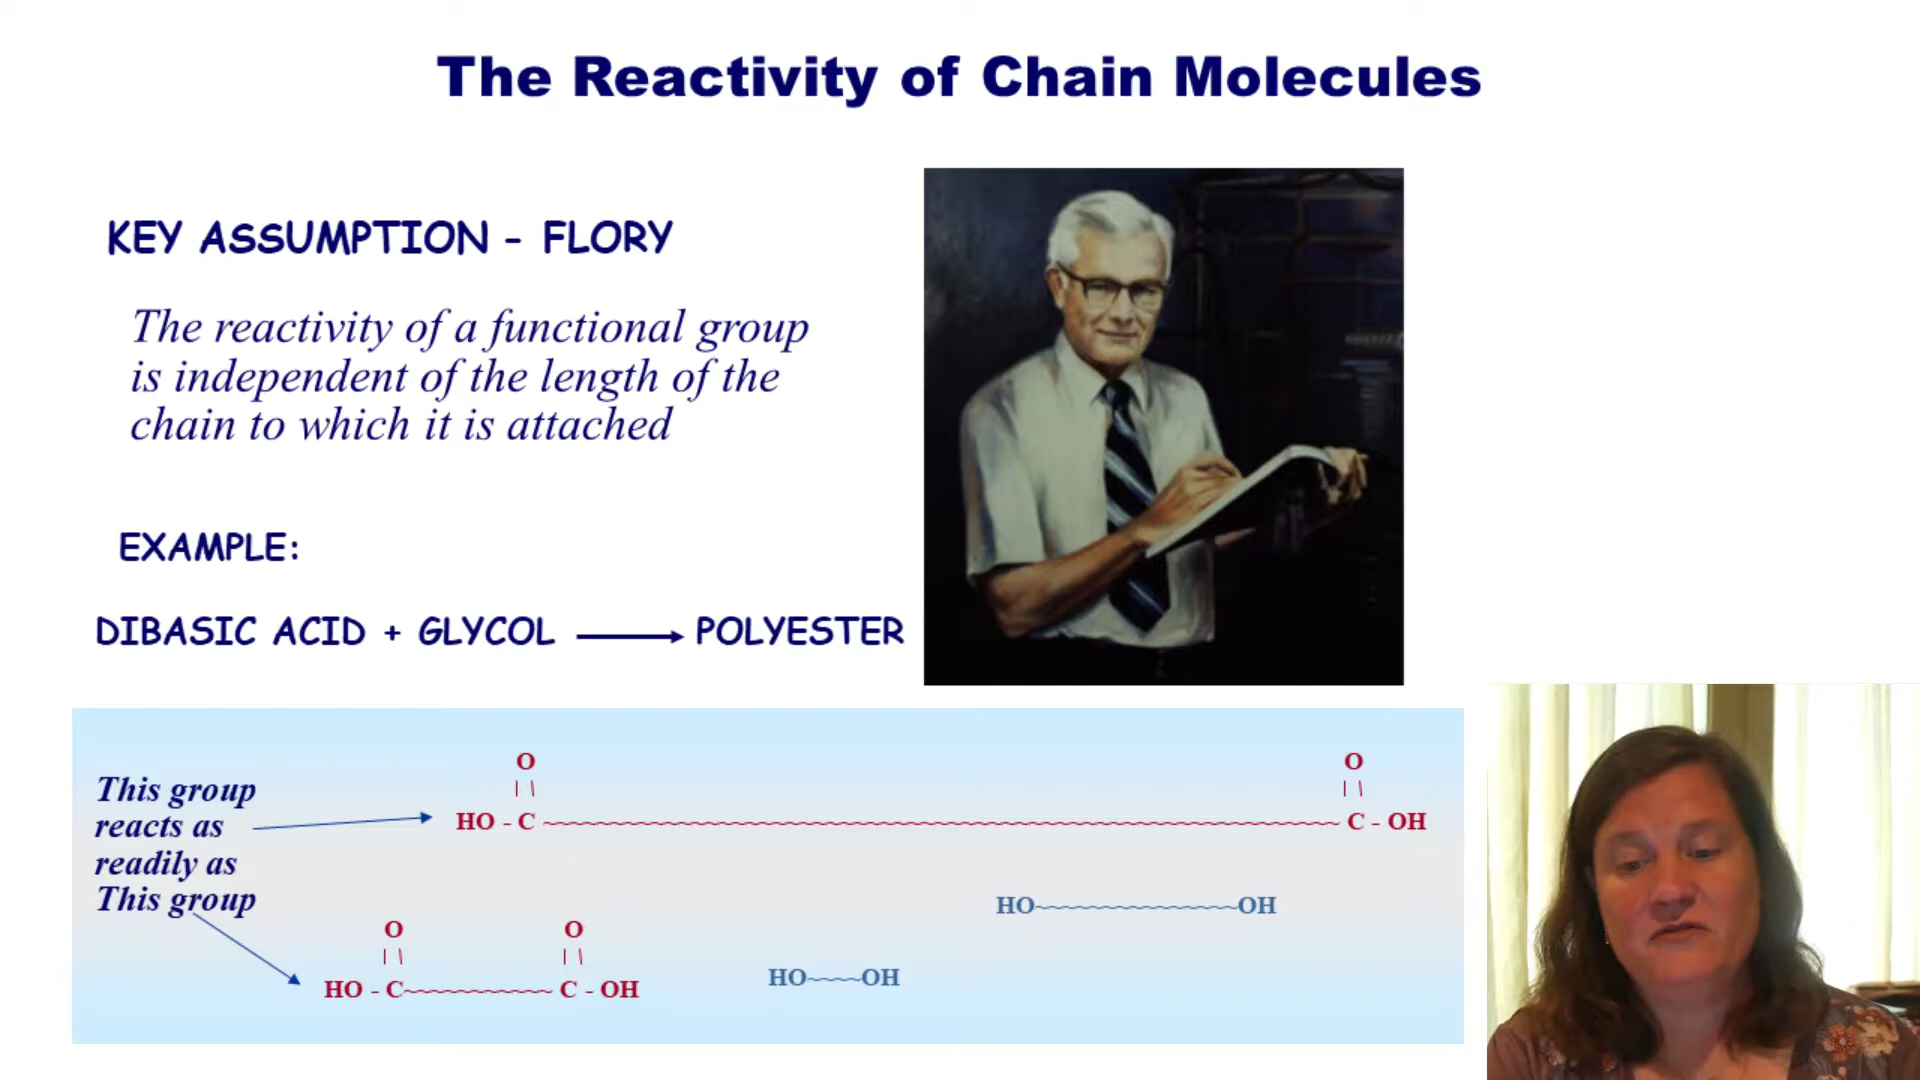 The Reactivity of Chain Molecules
KEY ASSUMPTION - FLORY
The reactivity of a functional group
is independent of the length of the
chain to which it is attached
EXAMPLE:
DIBASIC ACID + GLYCOL → POLYESTER
This group
reacts as
readily as
This group
O O
HO - C C - OH
HO OH
O O
HO - C C - OH
HO OH